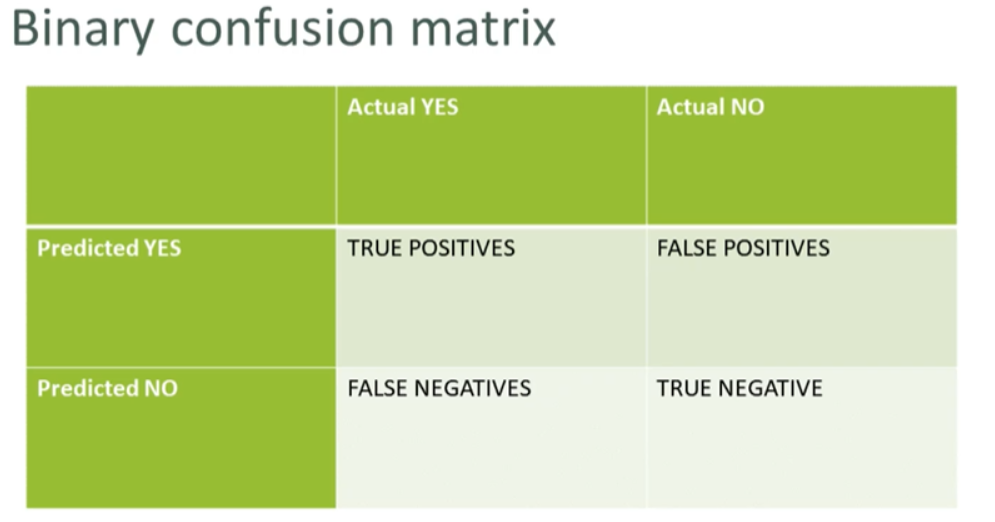 Binary confusion matrix
Actual YES
Actual NO
Predicted YES
TRUE POSITIVES
FALSE POSITIVES
Predicted NO
FALSE NEGATIVES
TRUE NEGATIVE